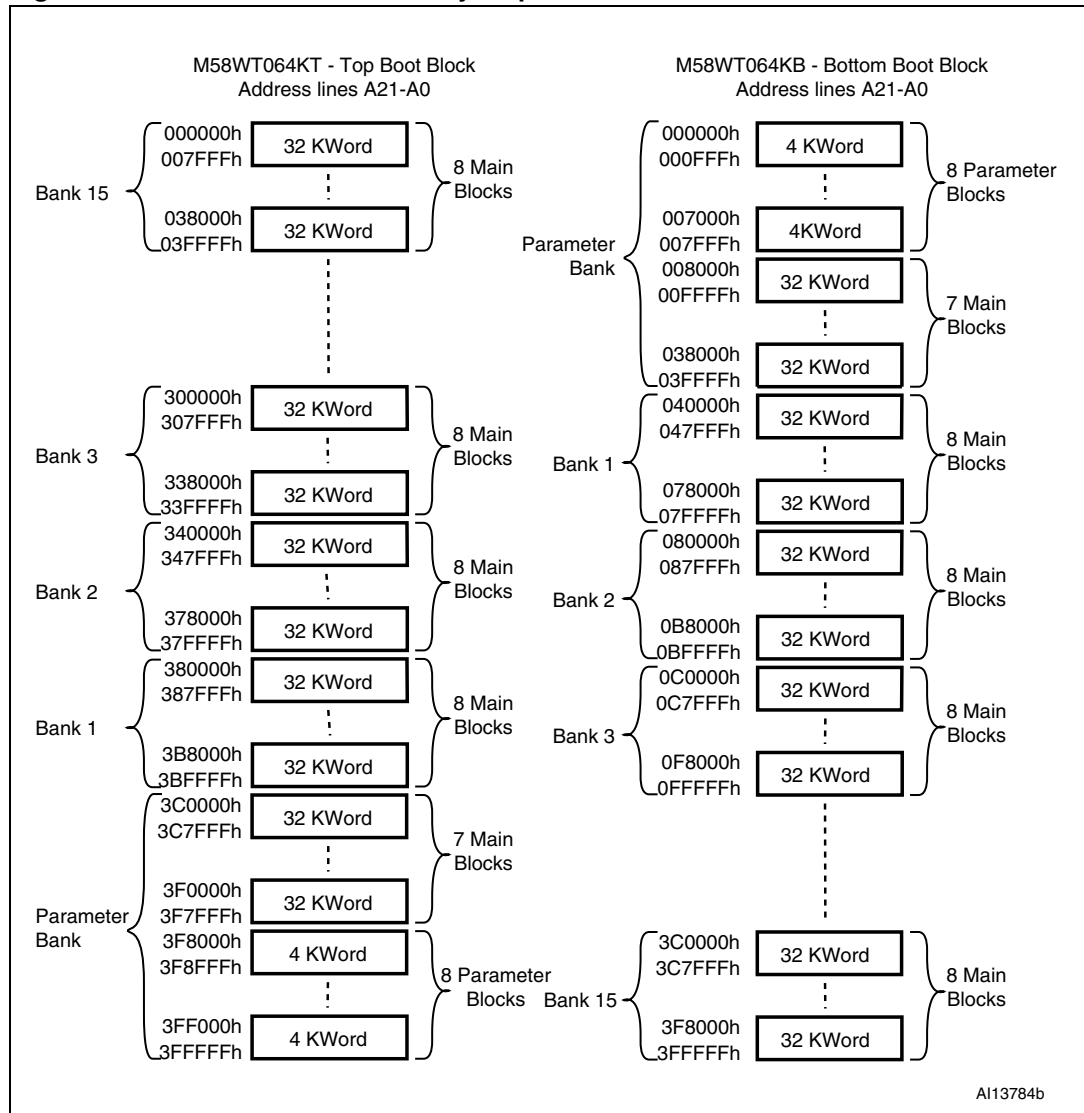 M58WT064KT - Top Boot Block
Address lines A21-A0
Bank 15
000000h
007FFFh
32 KWord
038000h
03FFFFh
32 KWord
8 Main
Blocks
Bank 3
300000h
307FFFh
32 KWord
338000h
33FFFFh
32 KWord
8 Main
Blocks
Bank 2
340000h
347FFFh
32 KWord
378000h
37FFFFh
32 KWord
8 Main
Blocks
Bank 1
380000h
387FFFh
32 KWord
3B8000h
3BFFFFh
32 KWord
8 Main
Blocks
Parameter
Bank
3C0000h
3C7FFFh
32 KWord
3F0000h
3F7FFFh
32 KWord
7 Main
Blocks
3F8000h
3F8FFFh
4 KWord
3FF000h
3FFFFFh
4 KWord
8 Parameter
Blocks
M58WT064KB - Bottom Boot Block
Address lines A21-A0
Parameter
Bank
000000h
000FFFh
4 KWord
007000h
007FFFh
4KWord
8 Parameter
Blocks
008000h
00FFFFh
32 KWord
038000h
03FFFFh
32 KWord
7 Main
Blocks
Bank 1
040000h
047FFFh
32 KWord
078000h
07FFFFh
32 KWord
8 Main
Blocks
Bank 2
080000h
087FFFh
32 KWord
0B8000h
0BFFFFh
32 KWord
8 Main
Blocks
Bank 3
0C0000h
0C7FFFh
32 KWord
0F8000h
0FFFFFh
32 KWord
8 Main
Blocks
Bank 15
3C0000h
3C7FFFh
32 KWord
3F8000h
3FFFFFh
32 KWord
8 Main
Blocks
AI13784b